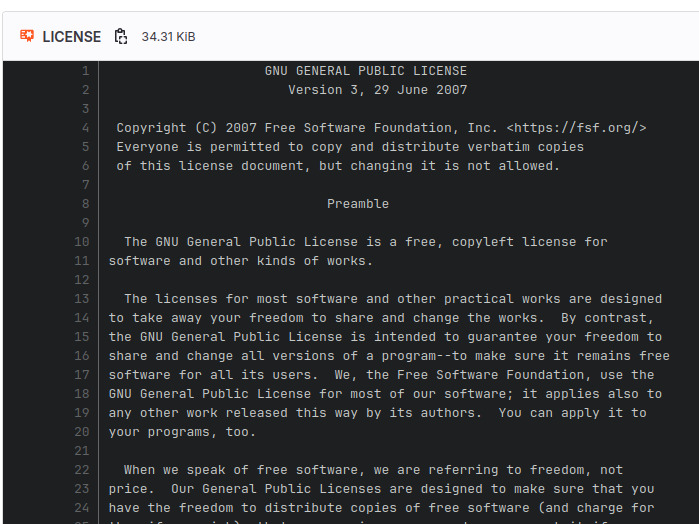 LICENSE 34.31 KiB
1 GNU GENERAL PUBLIC LICENSE
2 Version 3, 29 June 2007
3
4 Copyright (C) 2007 Free Software Foundation, Inc. <https://fsf.org/>
5 Everyone is permitted to copy and distribute verbatim copies
6 of this license document, but changing it is not allowed.
7
8 Preamble
9
10 The GNU General Public License is a free, copyleft license for
11 software and other kinds of works.
12
13 The licenses for most software and other practical works are designed
14 to take away your freedom to share and change the works.  By contrast,
15 the GNU General Public License is intended to guarantee your freedom to
16 share and change all versions of a program--to make sure it remains free
17 software for all its users.  We, the Free Software Foundation, use the
18 GNU General Public License for most of our software; it applies also to
19 any other work released this way by its authors.  You can apply it to
20 your programs, too.
21
22 When we speak of free software, we are referring to freedom, not
23 price.  Our General Public Licenses are designed to make sure that you
24 have the freedom to distribute copies of free software (and charge for